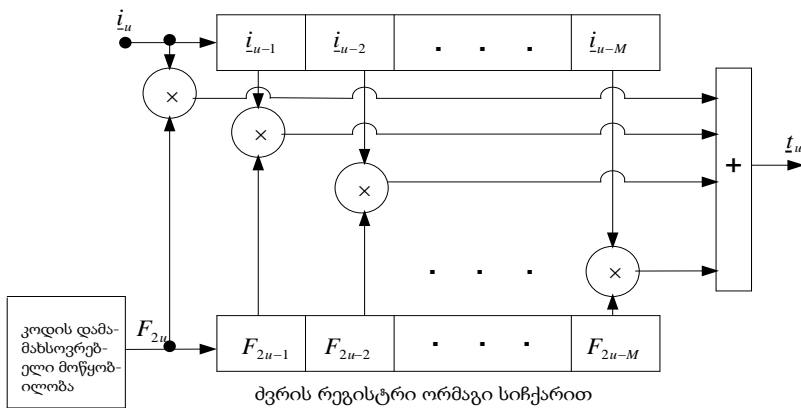 i_u
i_{u-1} i_{u-2} . . . i_{u-M}
×
×
×
×
+
t_u
. . .
კოდის დამა-
მახსოვრებ-
ელი მოწყობ-
ილობა
F_{2u}
F_{2u-1} F_{2u-2} . . . F_{2u-M}
ძვრის რეგისტრი ორმაგი სიჩქარით